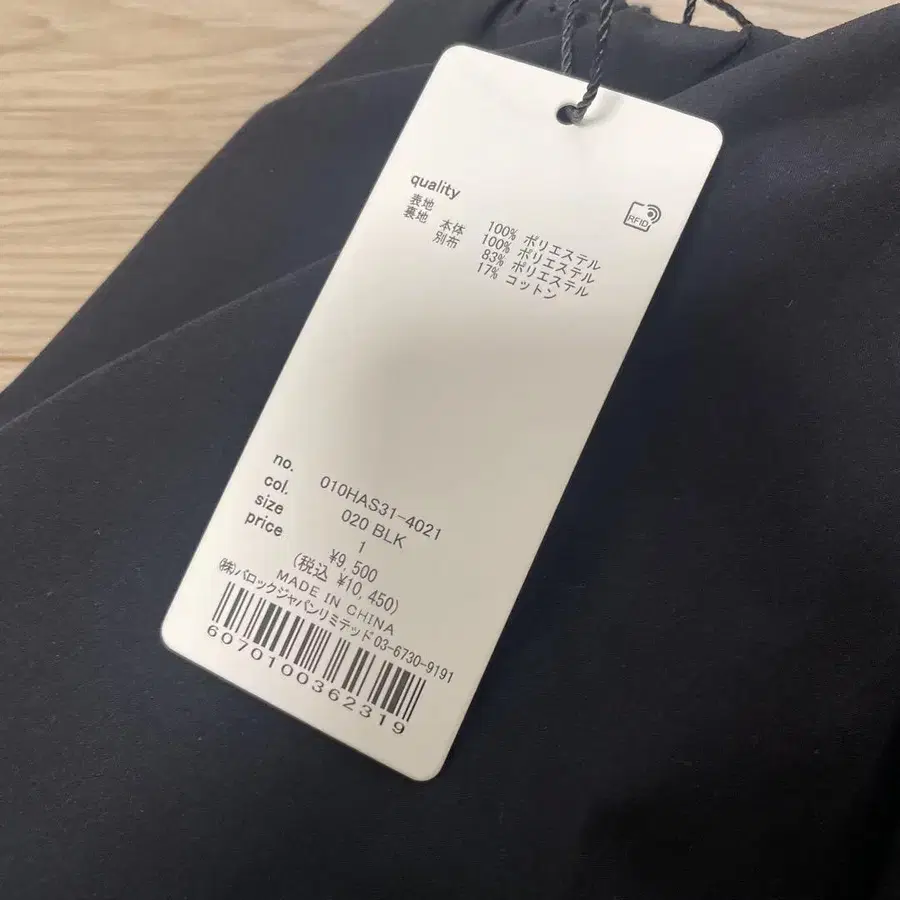 quality
RFID
表地 100% ポリエステル
裏地 本体 100% ポリエステル
別布 83% ポリエステル
17% コットン
no. 010HAS31-4021
col. 020 BLK
size 1
price ¥9,500
(税込 ¥10,450)
MADE IN CHINA
(株)バロックジャパンリミテッド 03-6730-9191
6070100362319